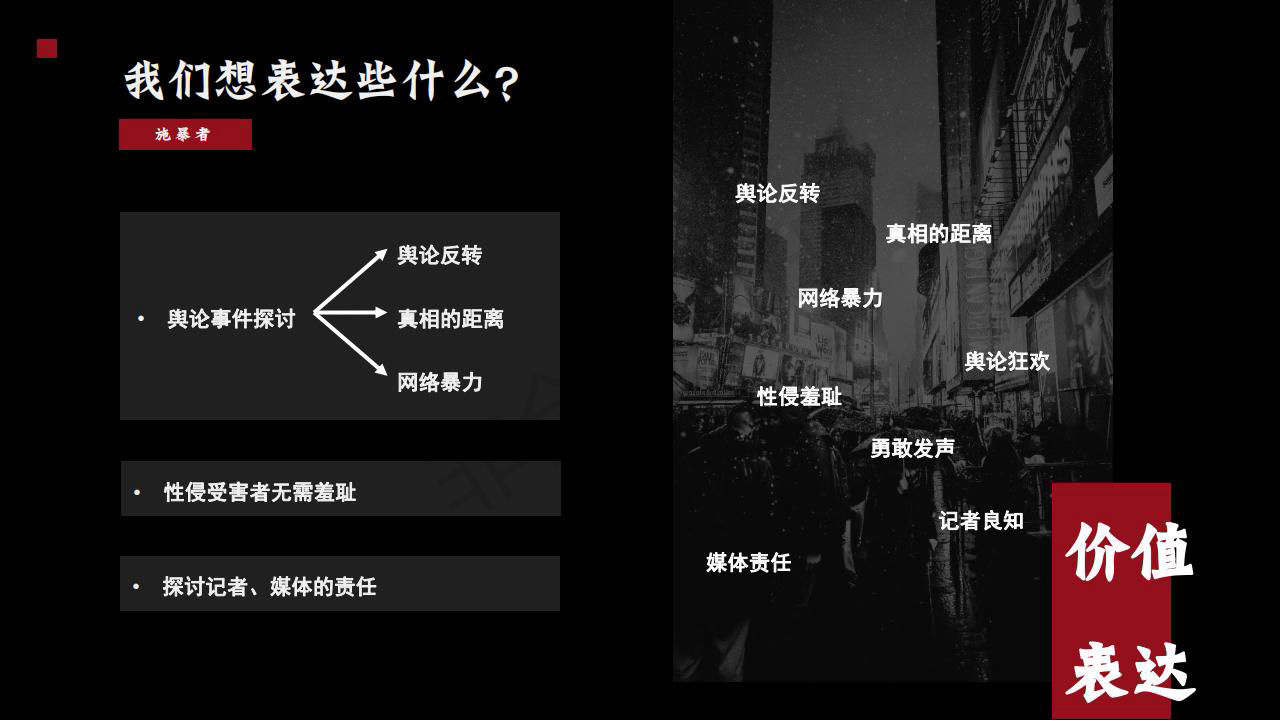 我们想表达些什么?
施暴者
• 舆论事件探讨
舆论反转
真相的距离
网络暴力
• 性侵受害者无需羞耻
• 探讨记者、媒体的责任
舆论反转
真相的距离
网络暴力
舆论狂欢
性侵羞耻
勇敢发声
记者良知
媒体责任
价值
表达